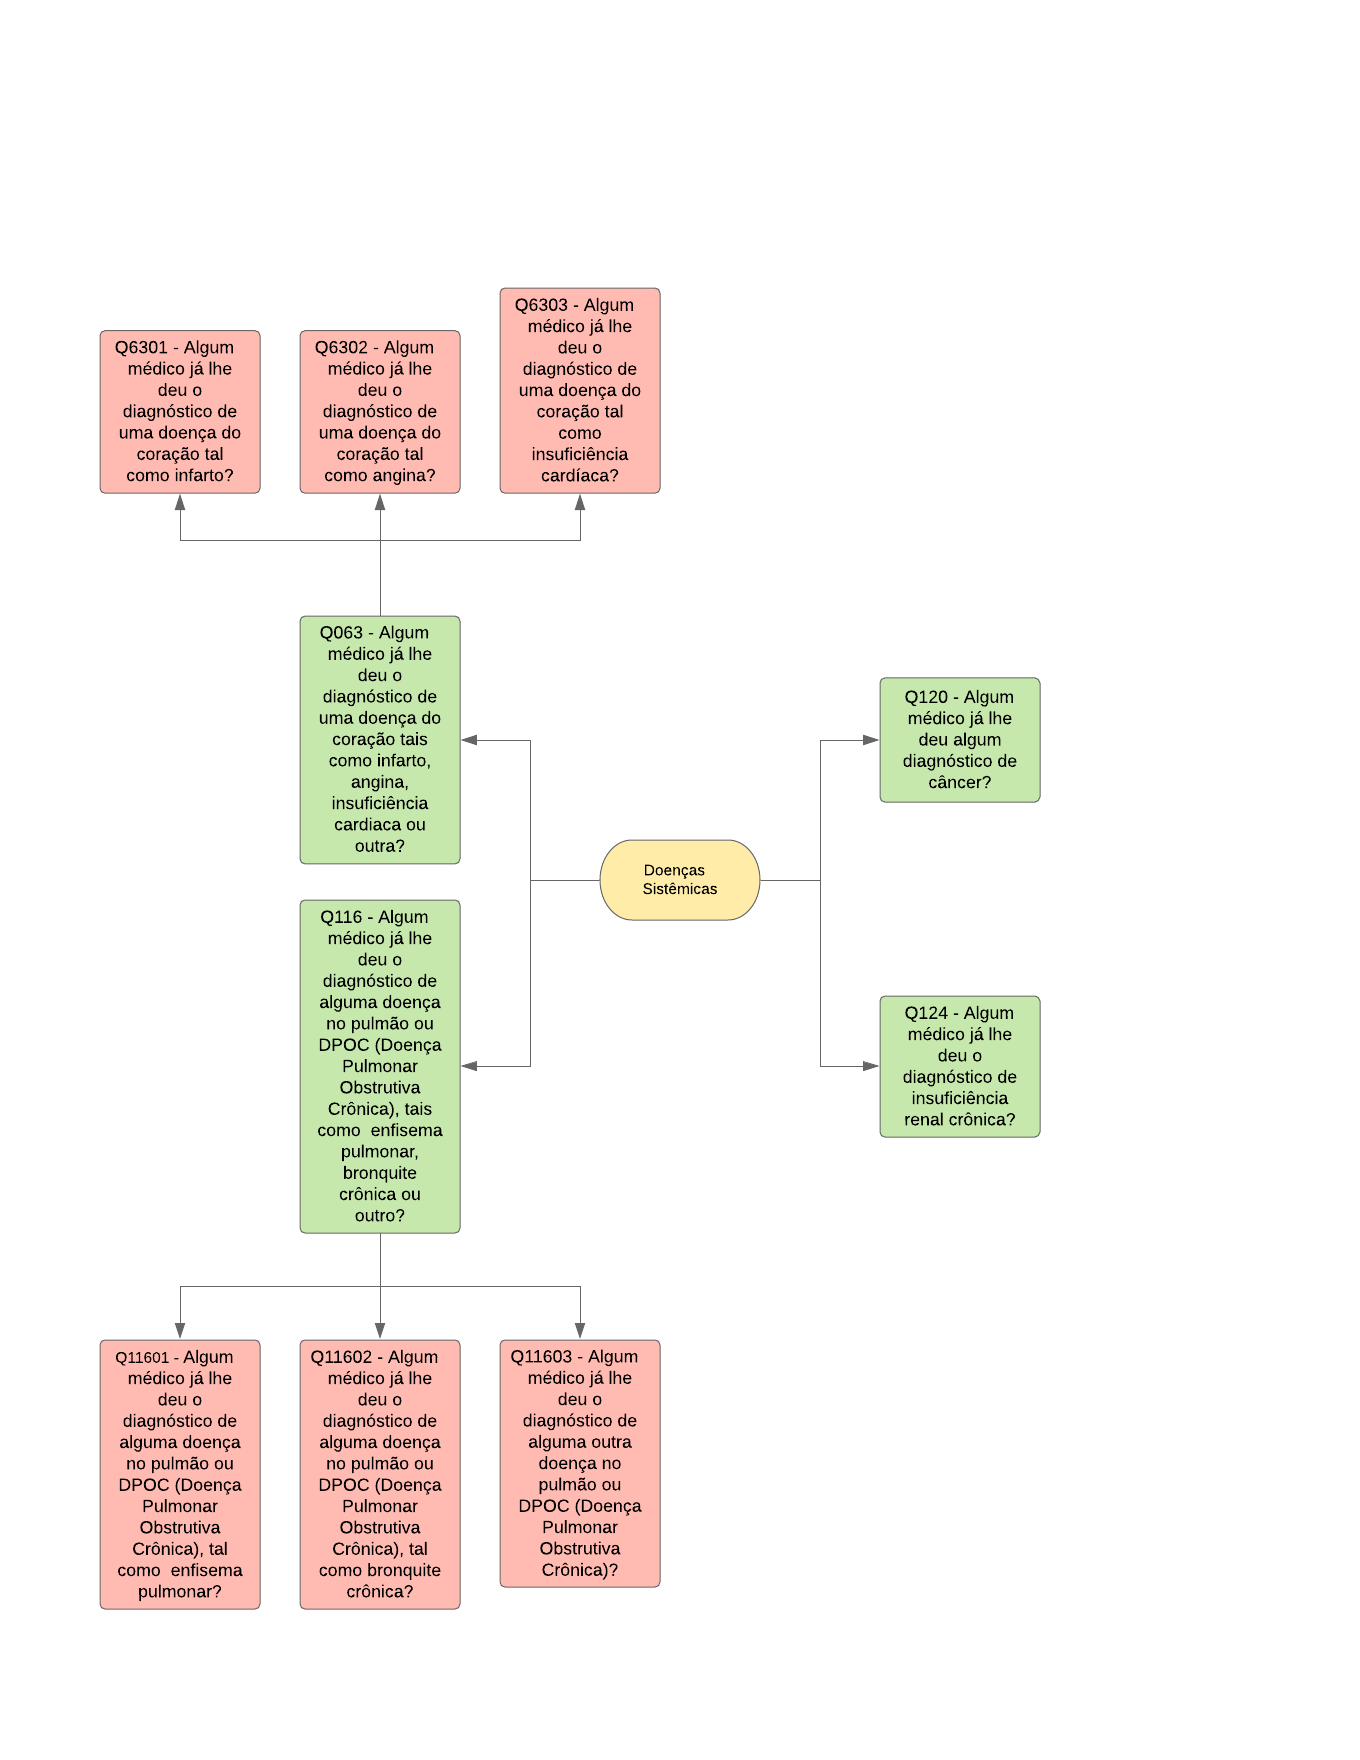 Q6301 - Algum
médico já lhe
deu o
diagnóstico de
uma doença do
coração tal
como infarto?
Q6302 - Algum
médico já lhe
deu o
diagnóstico de
uma doença do
coração tal
como angina?
Q6303 - Algum
médico já lhe
deu o
diagnóstico de
uma doença do
coração tal
como
insuficiência
cardíaca?
Q063 - Algum
médico já lhe
deu o
diagnóstico de
uma doença do
coração tais
como infarto,
angina,
insuficiência
cardiaca ou
outra?
Q120 - Algum
médico já lhe
deu algum
diagnóstico de
câncer?
Doenças
Sistêmicas
Q116 - Algum
médico já lhe
deu o
diagnóstico de
alguma doença
no pulmão ou
DPOC (Doença
Pulmonar
Obstrutiva
Crônica), tais
como  enfisema
pulmonar,
bronquite
crônica ou
outro?
Q124 - Algum
médico já lhe
deu o
diagnóstico de
insuficiência
renal crônica?
Q11601 - Algum
médico já lhe
deu o
diagnóstico de
alguma doença
no pulmão ou
DPOC (Doença
Pulmonar
Obstrutiva
Crônica), tal
como  enfisema
pulmonar?
Q11602 - Algum
médico já lhe
deu o
diagnóstico de
alguma doença
no pulmão ou
DPOC (Doença
Pulmonar
Obstrutiva
Crônica), tal
como bronquite
crônica?
Q11603 - Algum
médico já lhe
deu o
diagnóstico de
alguma outra
doença no
pulmão ou
DPOC (Doença
Pulmonar
Obstrutiva
Crônica)?